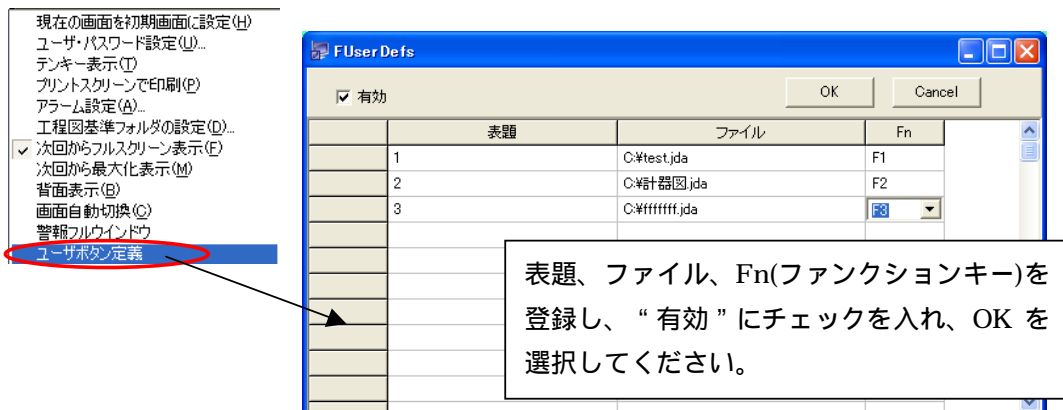 現在の画面を初期画面に設定(H)
ユーザ・パスワード設定(U)...
テンキー表示(T)
プリントスクリーンで印刷(P)
アラーム設定(A)...
工程図基準フォルダの設定(D)...
次回からフルスクリーン表示(F)
次回から最大化表示(M)
背面表示(B)
画面自動切換(C)
警報フルウインドウ
ユーザボタン定義
FUserDefs
有効
OK
Cancel
表題 ファイル Fn
1 C:¥test.jda F1
2 C:¥計器図.jda F2
3 C:¥fffffff.jda F3
表題、ファイル、Fn(ファンクションキー)を
登録し、“有効”にチェックを入れ、OK を
選択してください。